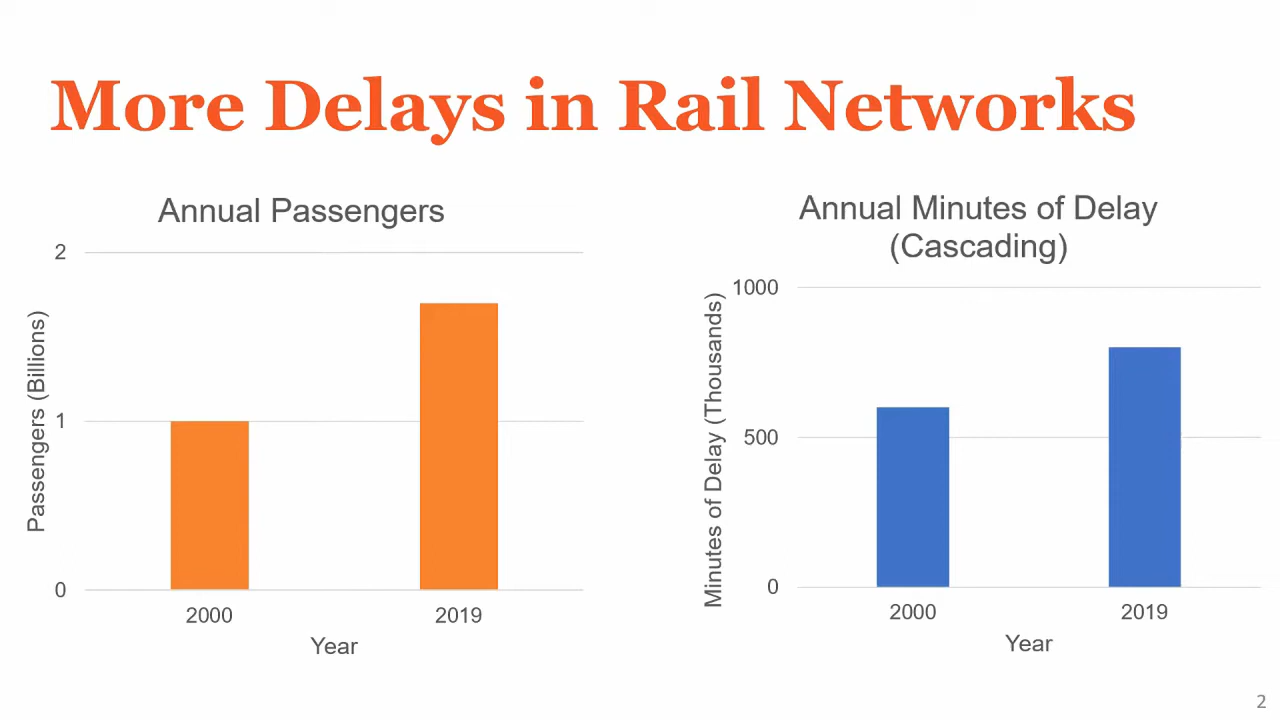 More Delays in Rail Networks
Annual Passengers
2
1
0
Passengers (Billions)
2000
2019
Year
Annual Minutes of Delay
(Cascading)
1000
500
0
Minutes of Delay (Thousands)
2000
2019
Year
2